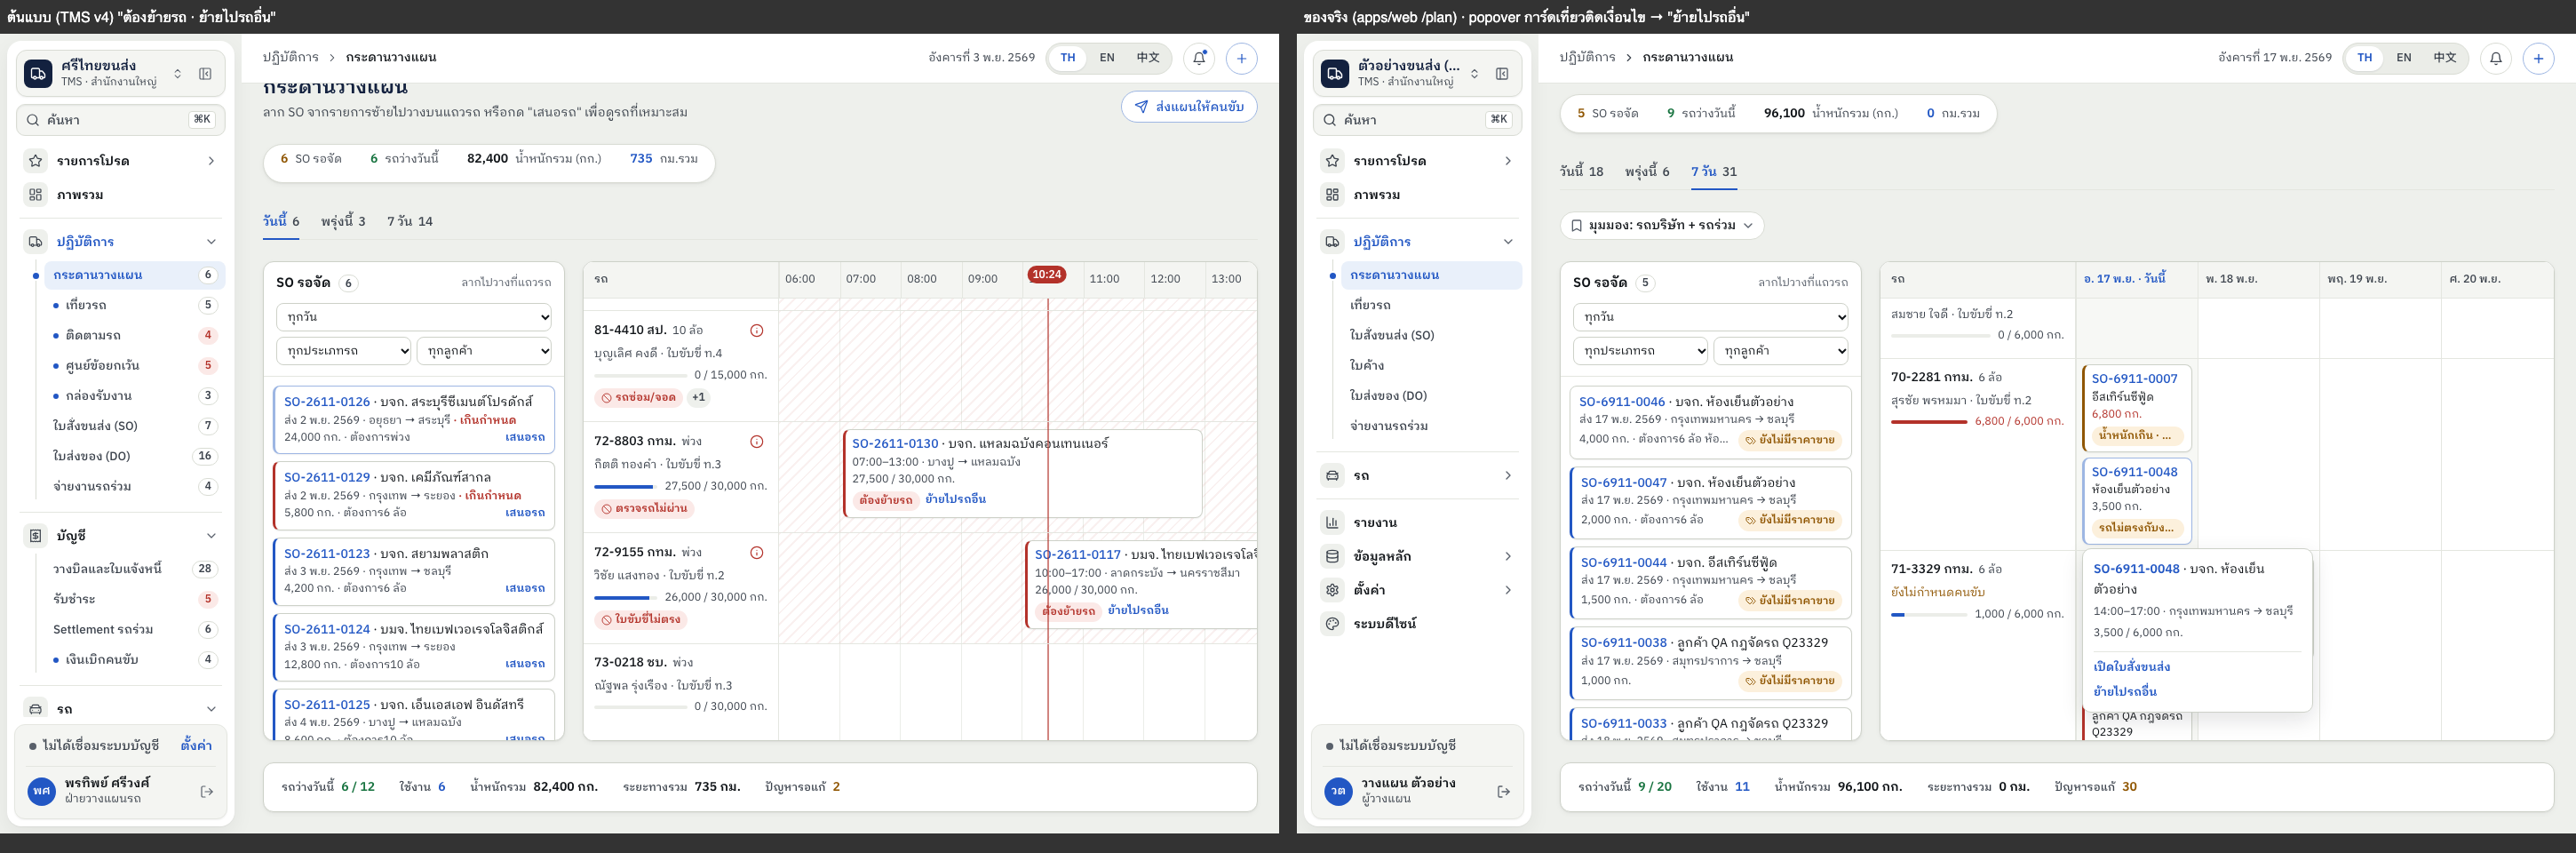 ต้นแบบ (TMS v4) "ต้องย้ายรถ · ย้ายไปรถอื่น"
ศรีไทยขนส่ง
TMS · สำนักงานใหญ่
ค้นหา
⌘K
รายการโปรด
ภาพรวม
ปฏิบัติการ
กระดานวางแผน 6
เที่ยวรถ 5
ติดตามรถ 4
ศูนย์ข้อยกเว้น 5
กล่องรับงาน 3
ใบสั่งขนส่ง (SO) 7
ใบส่งของ (DO) 16
จ่ายงานรถร่วม 4
บัญชี
วางบิลและใบแจ้งหนี้ 28
รับชำระ 5
Settlement รถร่วม 6
เงินเบิกคนขับ 4
รถ
ไม่ได้เชื่อมระบบบัญชี ตั้งค่า
พศ
พรทิพย์ ศรีวงศ์
ฝ่ายวางแผนรถ
ปฏิบัติการ > กระดานวางแผน
อังคารที่ 3 พ.ย. 2569
TH EN 中文
กระดานวางแผน
ลาก SO จากรายการซ้ายไปวางบนแถวรถ หรือกด "เสนอรถ" เพื่อดูรถที่เหมาะสม
ส่งแผนให้คนขับ
6 SO รอจัด 6 รถว่างวันนี้ 82,400 น้ำหนักรวม (กก.) 735 กม.รวม
วันนี้ 6 พรุ่งนี้ 3 7 วัน 14
SO รอจัด 6 ลากไปวางที่แถวรถ
ทุกวัน
ทุกประเภทรถ ทุกลูกค้า
SO-2611-0126 · บจก. สระบุรีซีเมนต์โปรดักส์
ส่ง 2 พ.ย. 2569 · อยุธยา → สระบุรี · เกินกำหนด
24,000 กก. · ต้องการพ่วง เสนอรถ
SO-2611-0129 · บจก. เคมีภัณฑ์สากล
ส่ง 2 พ.ย. 2569 · กรุงเทพ → ระยอง · เกินกำหนด
5,800 กก. · ต้องการ6 ล้อ เสนอรถ
SO-2611-0123 · บจก. สยามพลาสติก
ส่ง 3 พ.ย. 2569 · กรุงเทพ → ชลบุรี
4,200 กก. · ต้องการ6 ล้อ เสนอรถ
SO-2611-0124 · บมจ. ไทยเบฟเวอเรจโลจิสติกส์
ส่ง 3 พ.ย. 2569 · กรุงเทพ → ระยอง
12,800 กก. · ต้องการ10 ล้อ เสนอรถ
SO-2611-0125 · บจก. เอ็นเอสเอฟ อินดัสทรี
ส่ง 4 พ.ย. 2569 · บางปู → แหลมฉบัง
8,600 กก. · ต้องการ10 ล้อ เสนอรถ
รถ 06:00 07:00 08:00 09:00 10:24 11:00 12:00 13:00
81-4410 สป. 10 ล้อ
บุญเลิศ คงดี · ใบขับขี่ ท.4
0 / 15,000 กก.
รถซ่อม/จอด +1
72-8803 กทม. พ่วง
กิตติ ทองคำ · ใบขับขี่ ท.3
27,500 / 30,000 กก.
ตรวจรถไม่ผ่าน
SO-2611-0130 · บจก. แหลมฉบังคอนเทนเนอร์
07:00–13:00 · บางปู → แหลมฉบัง
27,500 / 30,000 กก.
ต้องย้ายรถ ย้ายไปรถอื่น
72-9155 กทม. พ่วง
วิชัย แสงทอง · ใบขับขี่ ท.2
26,000 / 30,000 กก.
ใบขับขี่ไม่ตรง
SO-2611-0117 · บมจ. ไทยเบฟเวอเรจโลจิ
10:00–17:00 · ลาดกระบัง → นครราชสีมา
26,000 / 30,000 กก.
ต้องย้ายรถ ย้ายไปรถอื่น
73-0218 ชบ. พ่วง
ณัฐพล รุ่งเรือง · ใบขับขี่ ท.3
0 / 30,000 กก.
รถว่างวันนี้ 6 / 12 ใช้งาน 6 น้ำหนักรวม 82,400 กก. ระยะทางรวม 735 กม. ปัญหารอแก้ 2
ของจริง (apps/web /plan) · popover การ์ดเที่ยวติดเงื่อนไข → "ย้ายไปรถอื่น"
ตัวอย่างขนส่ง (...
TMS · สำนักงานใหญ่
ค้นหา
⌘K
รายการโปรด
ภาพรวม
ปฏิบัติการ
กระดานวางแผน
เที่ยวรถ
ใบสั่งขนส่ง (SO)
ใบค้าง
ใบส่งของ (DO)
จ่ายงานรถร่วม
รถ
รายงาน
ข้อมูลหลัก
ตั้งค่า
ระบบดีไซน์
ไม่ได้เชื่อมระบบบัญชี
วต
วางแผน ตัวอย่าง
ผู้วางแผน
ปฏิบัติการ > กระดานวางแผน
อังคารที่ 17 พ.ย. 2569
TH EN 中文
5 SO รอจัด 9 รถว่างวันนี้ 96,100 น้ำหนักรวม (กก.) 0 กม.รวม
วันนี้ 18 พรุ่งนี้ 6 7 วัน 31
มุมมอง: รถบริษัท + รถร่วม
SO รอจัด 5 ลากไปวางที่แถวรถ
ทุกวัน
ทุกประเภทรถ ทุกลูกค้า
SO-6911-0046 · บจก. ห้องเย็นตัวอย่าง
ส่ง 17 พ.ย. 2569 · กรุงเทพมหานคร → ชลบุรี
4,000 กก. · ต้องการ6 ล้อ ห้อ... ยังไม่มีราคาขาย
SO-6911-0047 · บจก. ห้องเย็นตัวอย่าง
ส่ง 17 พ.ย. 2569 · กรุงเทพมหานคร → ชลบุรี
2,000 กก. · ต้องการ6 ล้อ ยังไม่มีราคาขาย
SO-6911-0044 · บจก. อีสเทิร์นซีฟู้ด
ส่ง 17 พ.ย. 2569 · กรุงเทพมหานคร → ชลบุรี
1,500 กก. · ต้องการ6 ล้อ ยังไม่มีราคาขาย
SO-6911-0038 · ลูกค้า QA กฎจัดรถ Q23329
ส่ง 17 พ.ย. 2569 · สมุทรปราการ → ชลบุรี
1,000 กก. ยังไม่มีราคาขาย
SO-6911-0033 · ลูกค้า QA กฎจัดรถ Q23329
ส่ง 18 พ.ย. 2569 · สมุทรปราการ → ชลบุรี
รถ อ. 17 พ.ย. · วันนี้ พ. 18 พ.ย. พฤ. 19 พ.ย. ศ. 20 พ.ย.
สมชาย ใจดี · ใบขับขี่ ท.2
0 / 6,000 กก.
70-2281 กทม. 6 ล้อ
สุรชัย พรหมมา · ใบขับขี่ ท.2
6,800 / 6,000 กก.
SO-6911-0007
อีสเทิร์นซีฟู้ด
6,800 กก.
น้ำหนักเกิน · ...
SO-6911-0048
ห้องเย็นตัวอย่าง
3,500 กก.
รถไม่ตรงกับง...
71-3329 กทม. 6 ล้อ
ยังไม่กำหนดคนขับ
1,000 / 6,000 กก.
SO-6911-0048 · บจก. ห้องเย็น
ตัวอย่าง
14:00–17:00 · กรุงเทพมหานคร → ชลบุรี
3,500 / 6,000 กก.
เปิดใบสั่งขนส่ง
ย้ายไปรถอื่น
ลูกค้า QA กฎจัดรถ
Q23329
รถว่างวันนี้ 9 / 20 ใช้งาน 11 น้ำหนักรวม 96,100 กก. ระยะทางรวม 0 กม. ปัญหารอแก้ 30